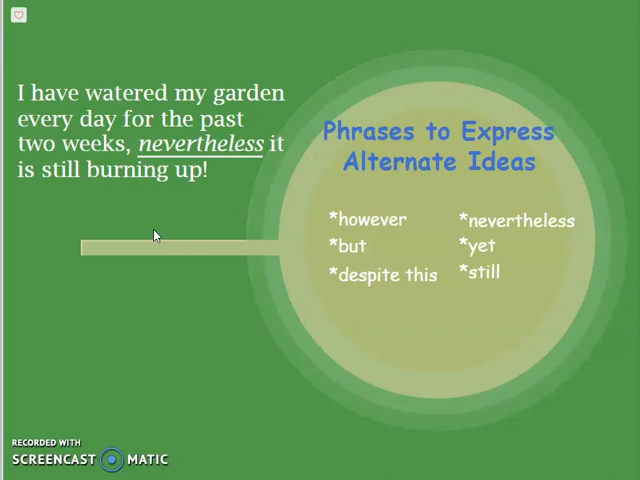 I have watered my garden
every day for the past
two weeks, nevertheless it
is still burning up!
Phrases to Express
Alternate Ideas
*however
*but
*despite this
*nevertheless
*yet
*still
RECORDED WITH
SCREENCAST MATIC